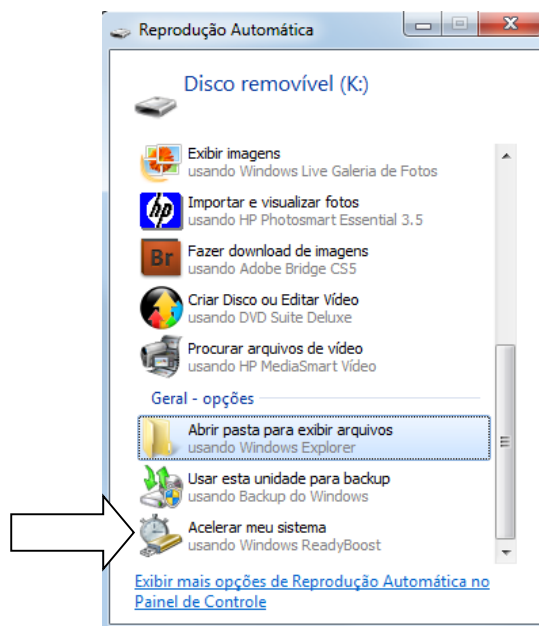 Reprodução Automática
Disco removível (K:)
Exibir imagens
usando Windows Live Galeria de Fotos
hp
Importar e visualizar fotos
usando HP Photosmart Essential 3.5
Br
Fazer download de imagens
usando Adobe Bridge CS5
Criar Disco ou Editar Vídeo
usando DVD Suite Deluxe
Procurar arquivos de vídeo
usando HP MediaSmart Vídeo
Geral - opções
Abrir pasta para exibir arquivos
usando Windows Explorer
Usar esta unidade para backup
usando Backup do Windows
Acelerar meu sistema
usando Windows ReadyBoost
Exibir mais opções de Reprodução Automática no
Painel de Controle